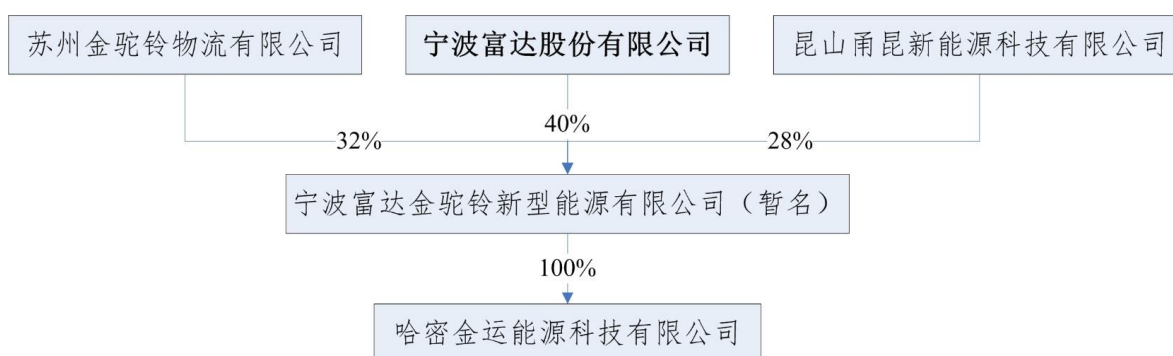 苏州金驼铃物流有限公司
宁波富达股份有限公司
昆山甬昆新能源科技有限公司
32%
40%
28%
宁波富达金驼铃新型能源有限公司（暂名）
100%
哈密金运能源科技有限公司